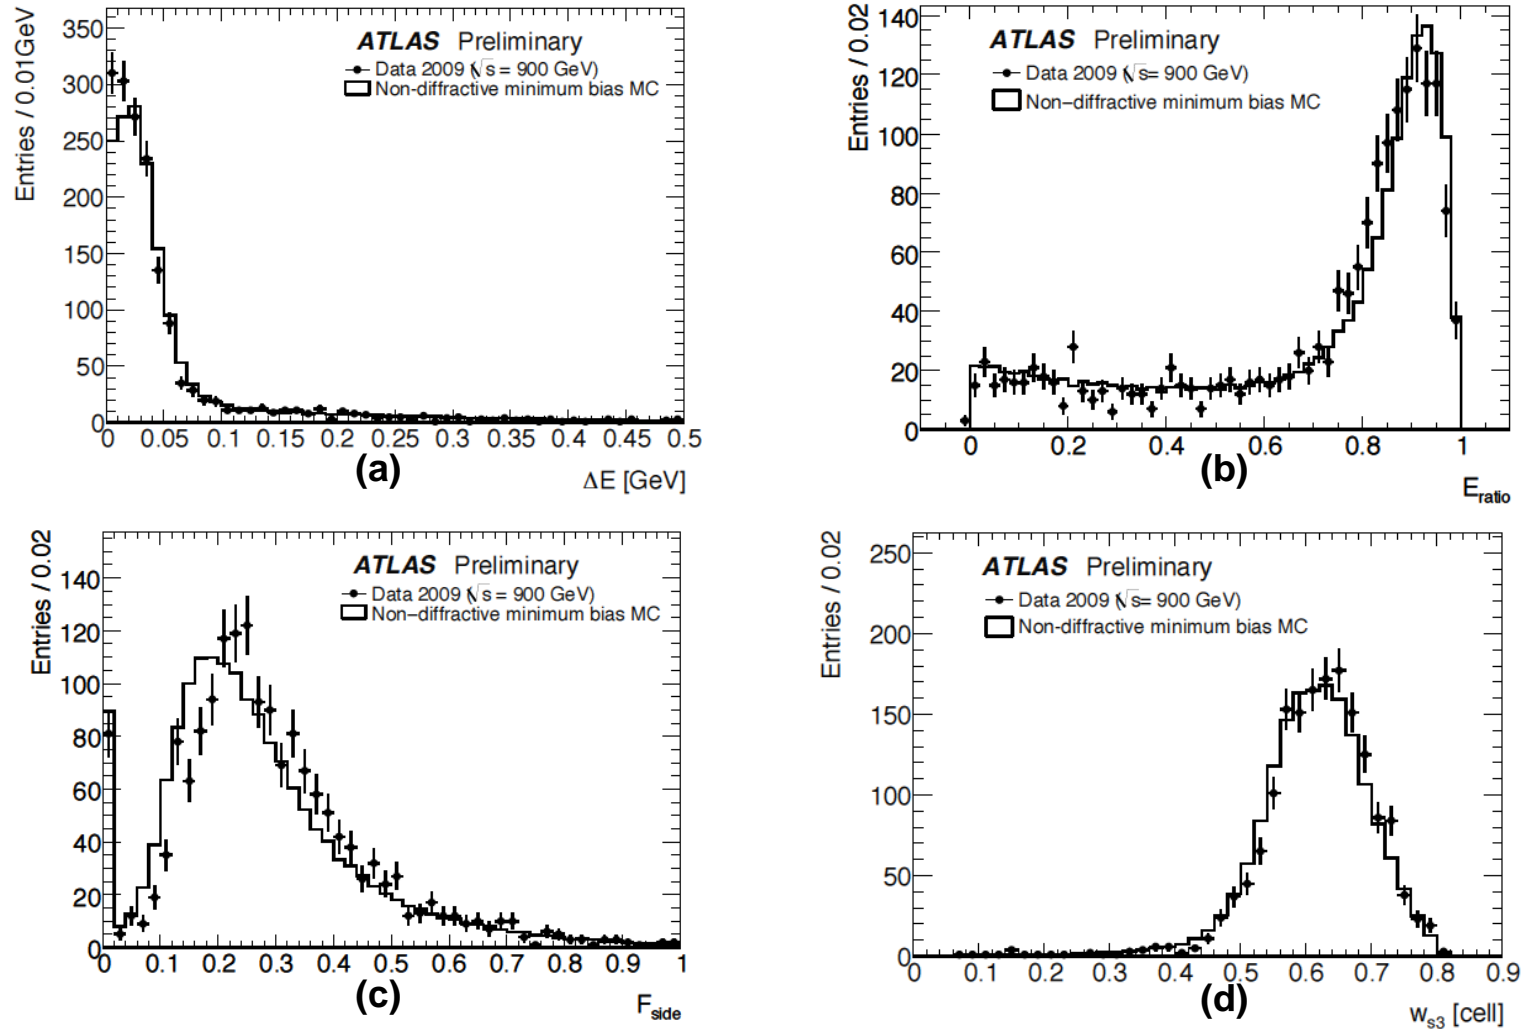 Entries / 0.01GeV
350
300
250
200
150
100
50
0
ATLAS Preliminary
Data 2009 (√s = 900 GeV)
Non-diffractive minimum bias MC
0 0.05 0.1 0.15 0.2 0.25 0.3 0.35 0.4 0.45 0.5
(a)
ΔE [GeV]
Entries / 0.02
140
120
100
80
60
40
20
0
ATLAS Preliminary
Data 2009 (√s= 900 GeV)
Non-diffractive minimum bias MC
0 0.2 0.4 0.6 0.8 1
(b)
Eratio
Entries / 0.02
140
120
100
80
60
40
20
0
ATLAS Preliminary
Data 2009 (√s = 900 GeV)
Non-diffractive minimum bias MC
0 0.1 0.2 0.3 0.4 0.5 0.6 0.7 0.8 0.9 1
(c)
Fside
Entries / 0.02
250
200
150
100
50
0
ATLAS Preliminary
Data 2009 (√s= 900 GeV)
Non-diffractive minimum bias MC
0 0.1 0.2 0.3 0.4 0.5 0.6 0.7 0.8 0.9
(d)
ws3 [cell]